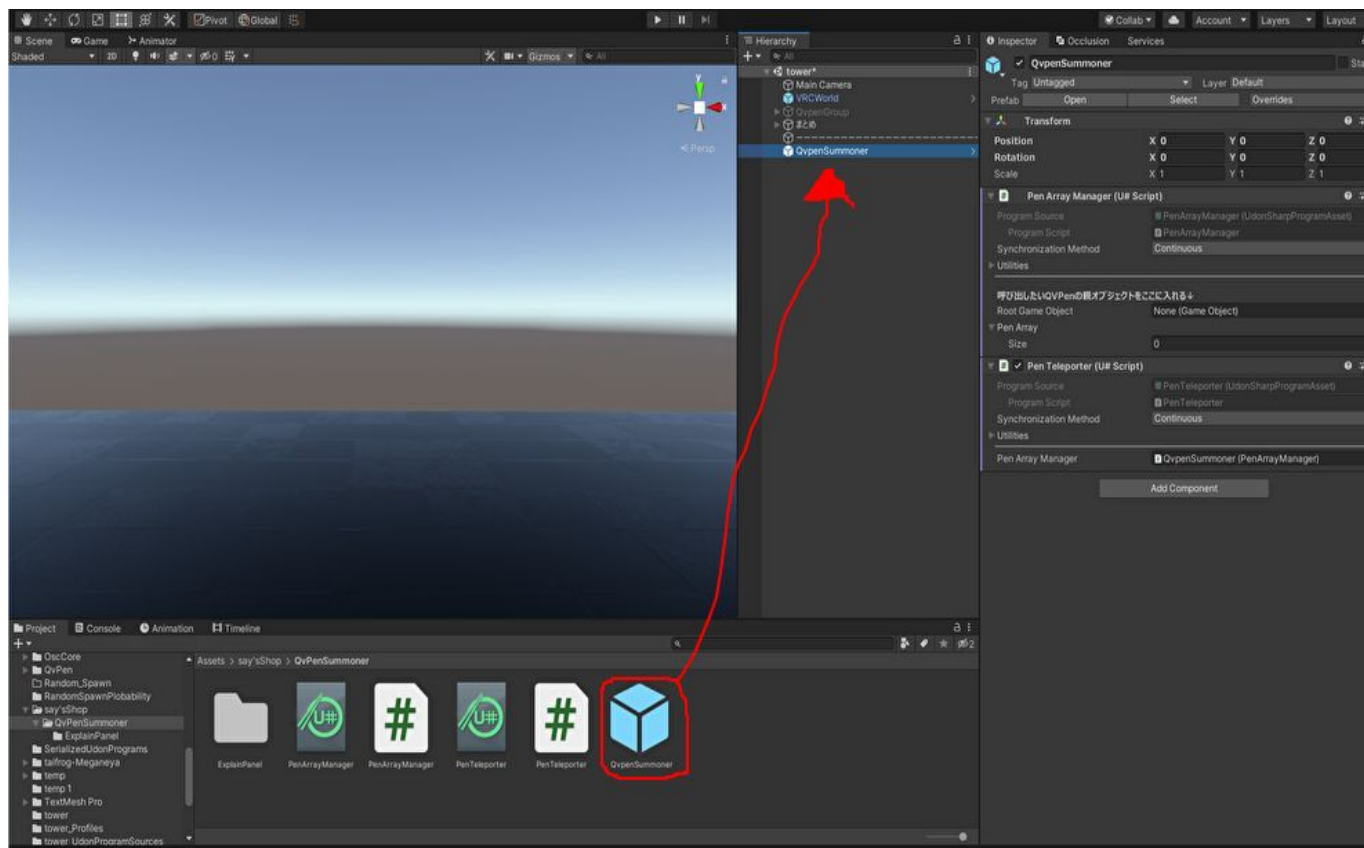 Pivot Global
Collab Account Layers Layout
Scene Game Animator
Shaded 2D 0 Gizmos All
y
x
Persp
Hierarchy
All
tower*
Main Camera
VRCWorld
QvpenGroup
まとめ
--------------------------------
QvpenSummoner
Inspector Occlusion Services
QvpenSummoner Sta
Tag Untagged Layer Default
Prefab Open Select Overrides
Transform
Position X 0 Y 0 Z 0
Rotation X 0 Y 0 Z 0
Scale X 1 Y 1 Z 1
Pen Array Manager (U# Script)
Program Source PenArrayManager (UdonSharpProgramAsset)
Program Script PenArrayManager
Synchronization Method Continuous
Utilities
呼び出したいQVPenの親オブジェクトをここに入れる↓
Root Game Object None (Game Object)
Pen Array
Size 0
Pen Teleporter (U# Script)
Program Source PenTeleporter (UdonSharpProgramAsset)
Program Script PenTeleporter
Synchronization Method Continuous
Utilities
Pen Array Manager QvpenSummoner (PenArrayManager)
Add Component
Project Console Animation Timeline
2
OscCore
QvPen
Random_Spawn
RandomSpawnPlobability
say'sShop
QvPenSummoner
ExplainPanel
SerializedUdonPrograms
taifrog-Meganeya
temp
temp 1
TextMesh Pro
tower
tower_Profiles
tower_UdonProgramSources
Assets > say'sShop > QvPenSummoner
U# # U# #
ExplainPanel PenArrayManager PenArrayManager PenTeleporter PenTeleporter QvpenSummoner